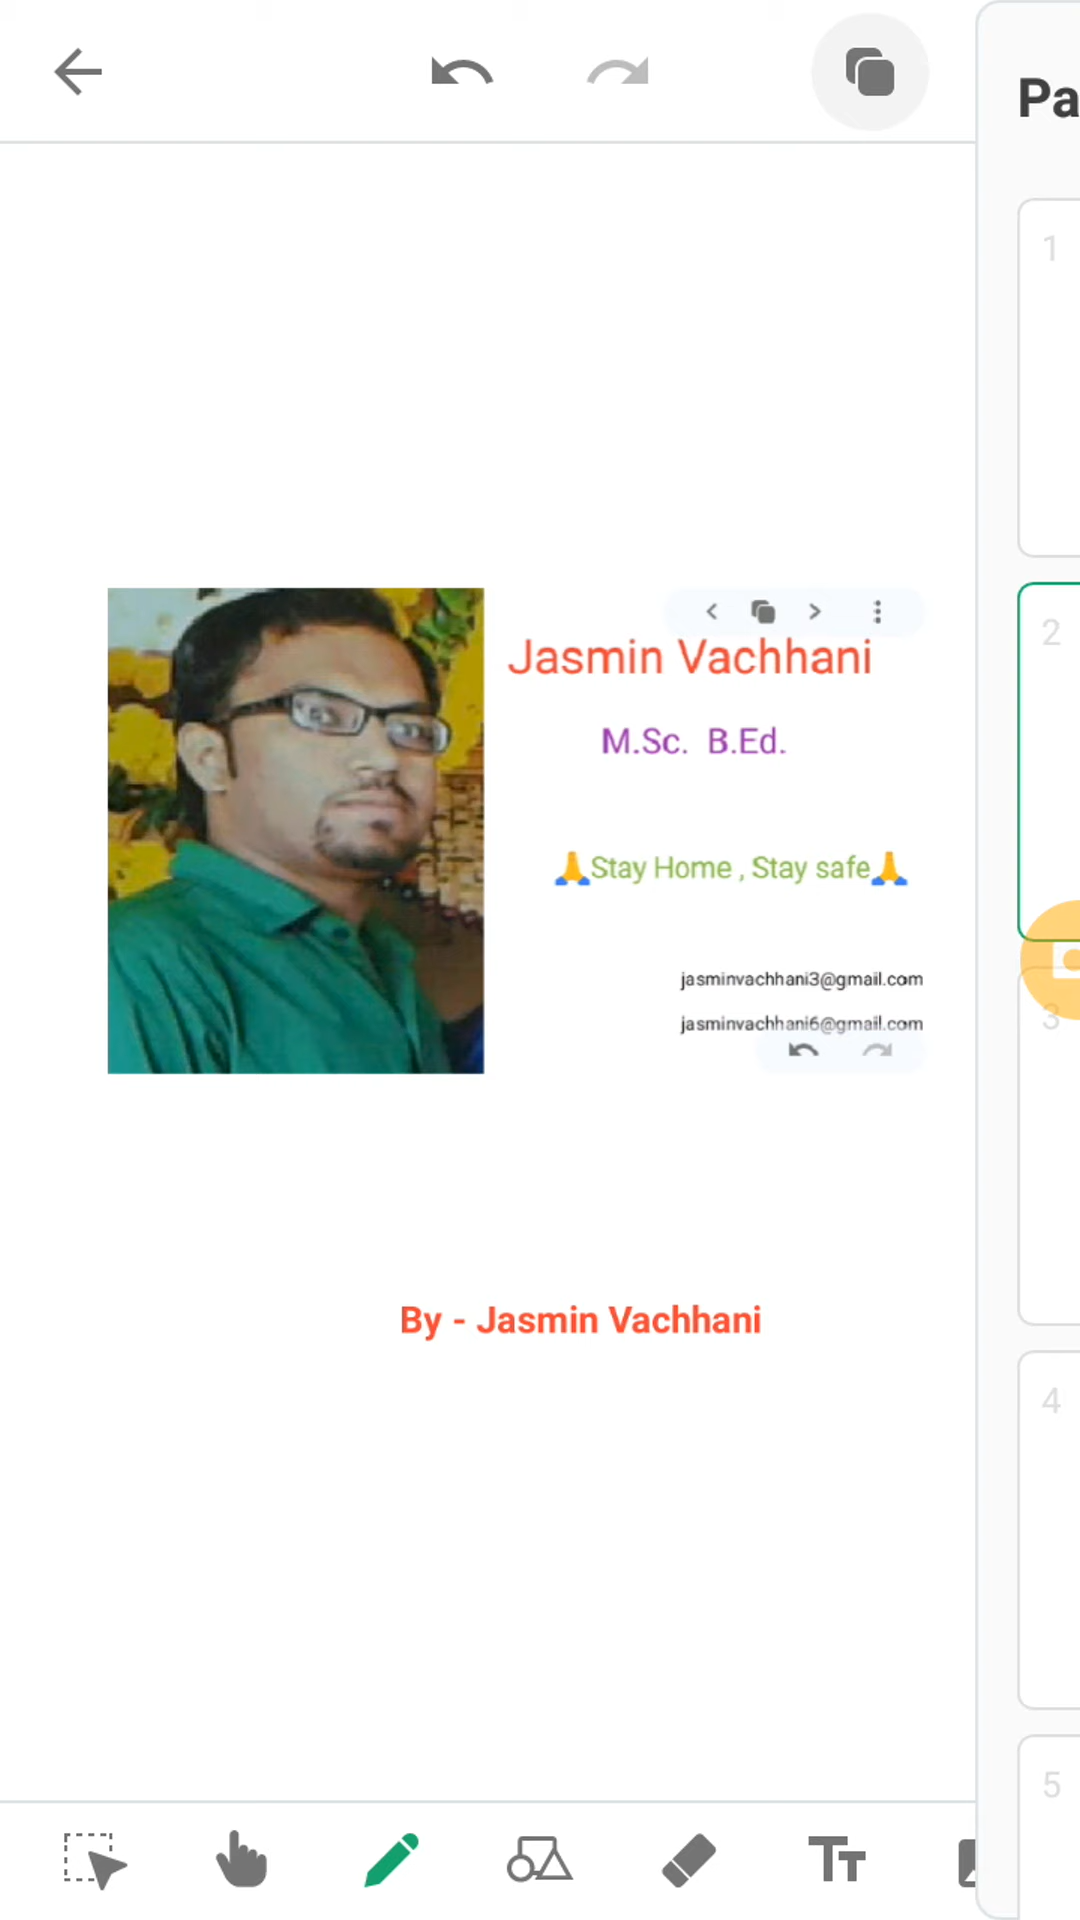 Pa
1
2
Jasmin Vachhani
M.Sc. B.Ed.
🙏Stay Home , Stay safe🙏
jasminvachhani3@gmail.com
jasminvachhani6@gmail.com
3
By - Jasmin Vachhani
4
5
TT